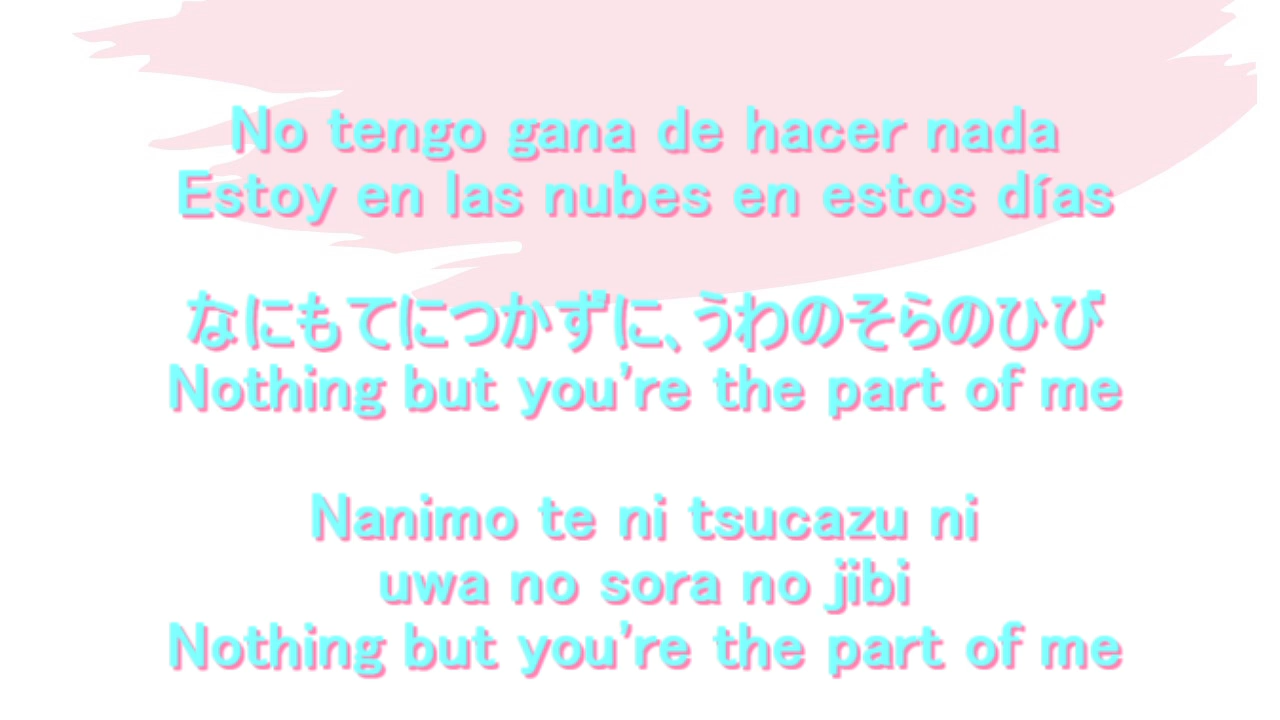 No tengo gana de hacer nada
Estoy en las nubes en estos días
なにも てにつかずに、うわのそらのひび
Nothing but you're the part of me
Nanimo te ni tsucazu ni
uwa no sora no jibi
Nothing but you're the part of me